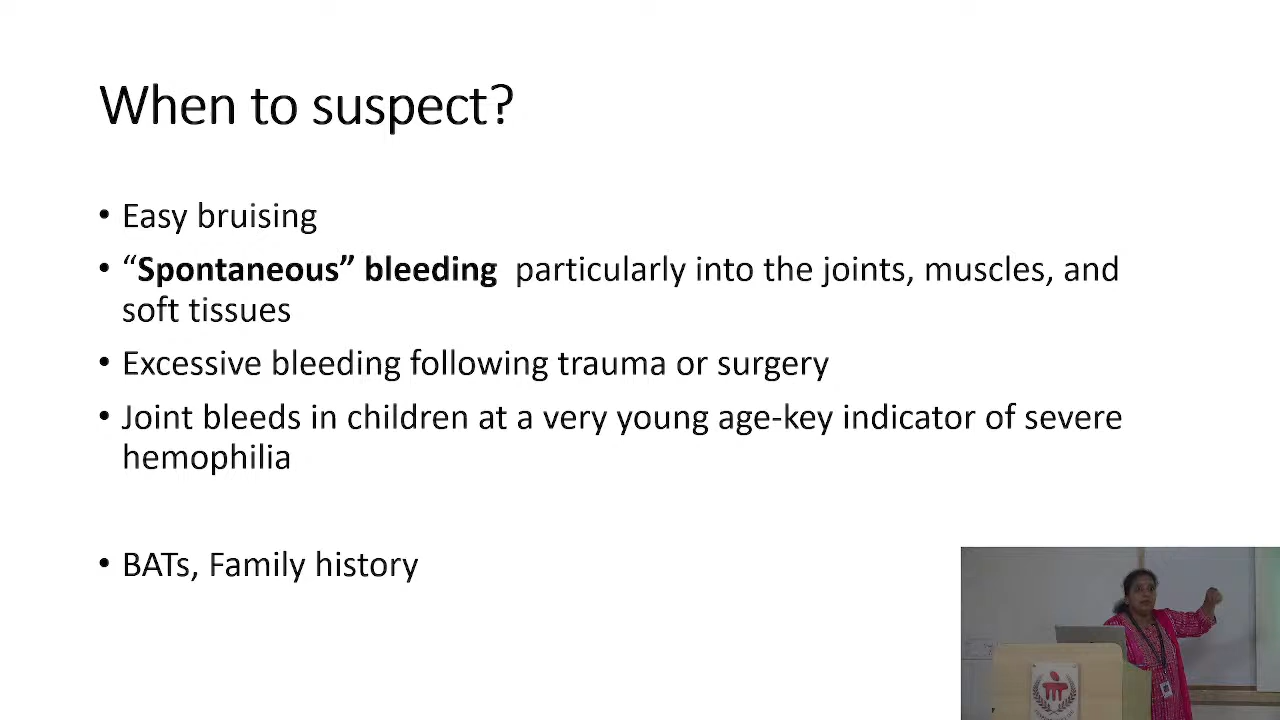 When to suspect?
• Easy bruising
• “Spontaneous” bleeding particularly into the joints, muscles, and
soft tissues
• Excessive bleeding following trauma or surgery
• Joint bleeds in children at a very young age-key indicator of severe
hemophilia
• BATs, Family history